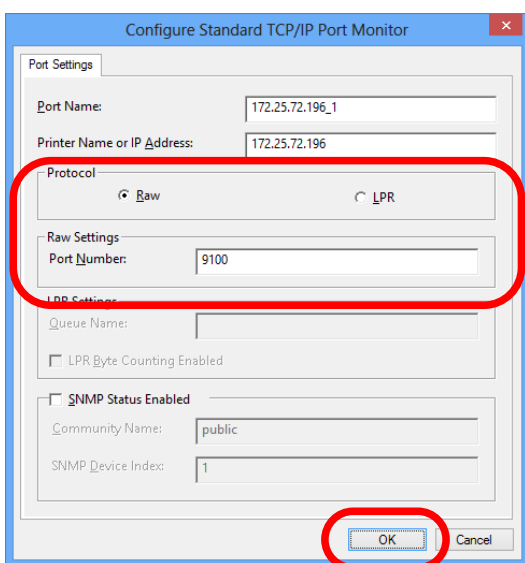 Configure Standard TCP/IP Port Monitor
Port Settings
Port Name: 172.25.72.196_1
Printer Name or IP Address: 172.25.72.196
Protocol
Raw LPR
Raw Settings
Port Number: 9100
LPR Settings
Queue Name:
LPR Byte Counting Enabled
SNMP Status Enabled
Community Name: public
SNMP Device Index: 1
OK Cancel